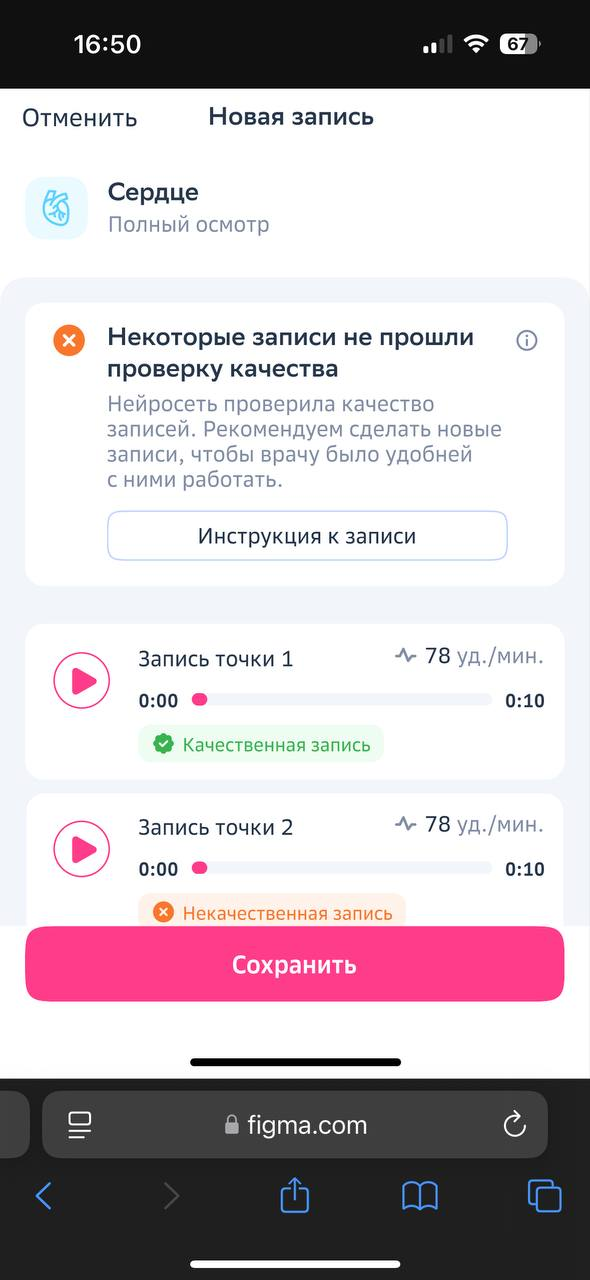 16:50
67
Отменить
Новая запись
Сердце
Полный осмотр
Некоторые записи не прошли
проверку качества
Нейросеть проверила качество
записей. Рекомендуем сделать новые
записи, чтобы врачу было удобней
с ними работать.
Инструкция к записи
Запись точки 1
78 уд./мин.
0:00
0:10
Качественная запись
Запись точки 2
78 уд./мин.
0:00
0:10
Некачественная запись
Сохранить
figma.com